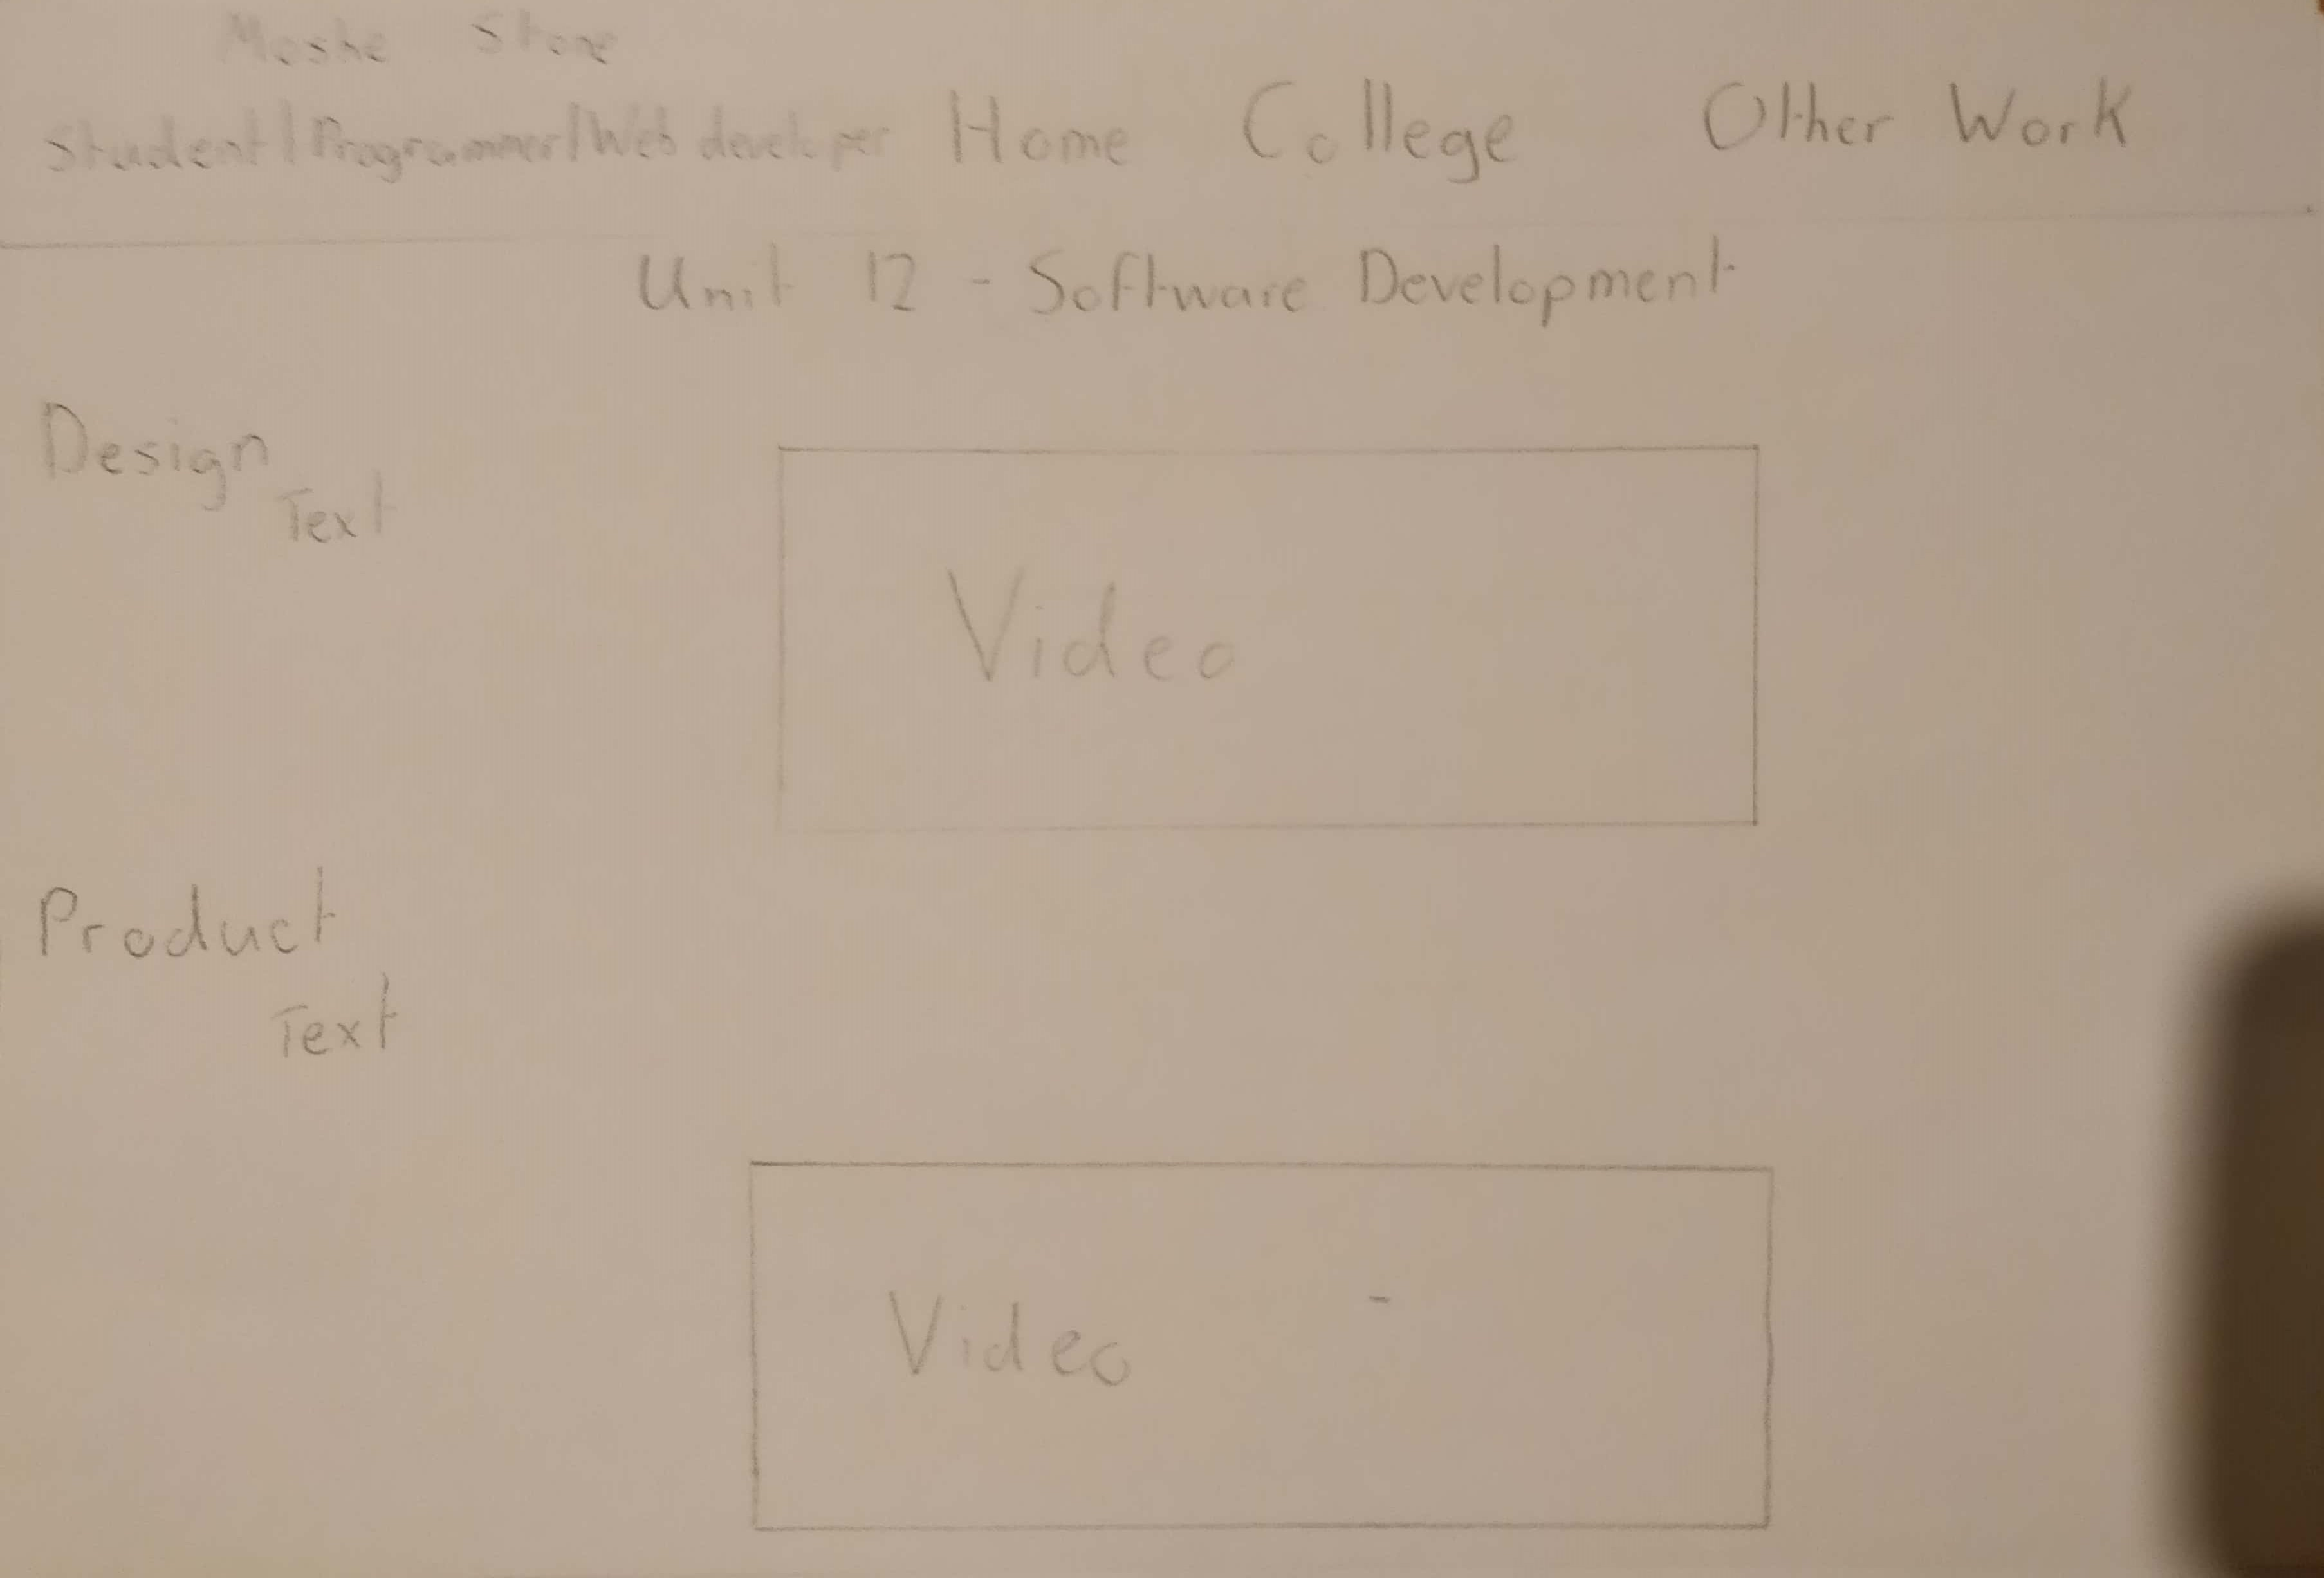 Moshe Stone
Student/Programmer/Web developer Home College Other Work
Unit 12 - Software Development
Design
Text
Video
Product
Text
Video